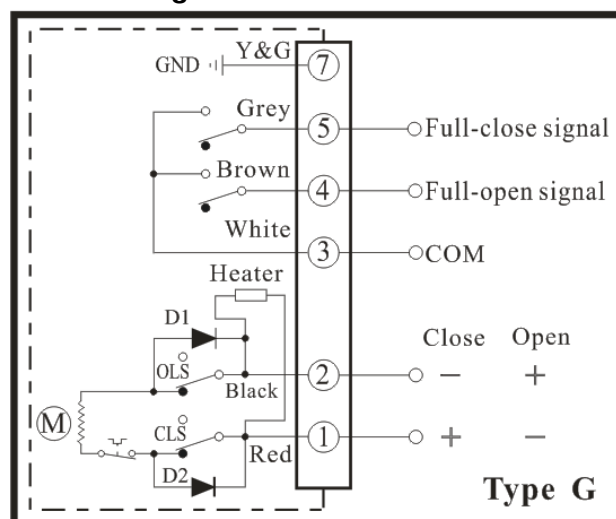 Y&G
GND
7
Grey
5
Full-close signal
Brown
4
Full-open signal
White
3
COM
Heater
D1
Close Open
OLS
Black
2
− +
M
CLS
Red
1
+ −
D2
Type G